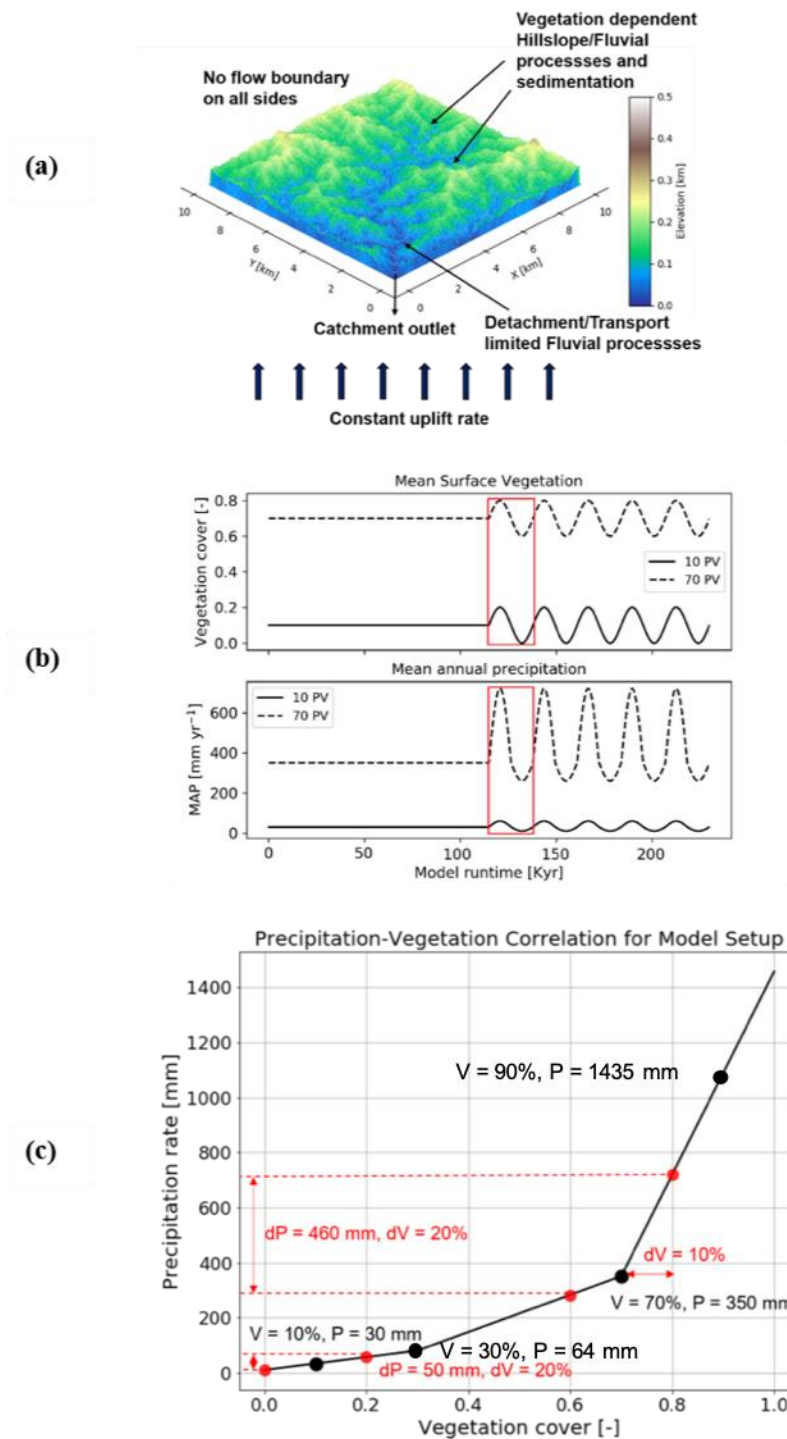 (a)
No flow boundary
on all sides
Vegetation dependent
Hillslope/Fluvial
processses and
sedimentation
0.5
0.4
0.3
0.2
0.1
0.0
Elevation [km]
10
8
6
4
2
0
Y [km]
0
2
4
6
8
10
X [km]
Catchment outlet
Detachment/Transport
limited Fluvial processses
Constant uplift rate
(b)
Mean Surface Vegetation
Vegetation cover [-]
0.8
0.6
0.4
0.2
0.0
10 PV
70 PV
Mean annual precipitation
MAP [mm yr⁻¹]
600
400
200
0
10 PV
70 PV
0
50
100
150
200
Model runtime [Kyr]
(c)
Precipitation-Vegetation Correlation for Model Setup
Precipitation rate [mm]
1400
1200
1000
800
600
400
200
0
V = 90%, P = 1435 mm
dP = 460 mm, dV = 20%
dV = 10%
V = 70%, P = 350 mm
V = 10%, P = 30 mm
V = 30%, P = 64 mm
dP = 50 mm, dV = 20%
0.0
0.2
0.4
0.6
0.8
1.0
Vegetation cover [-]